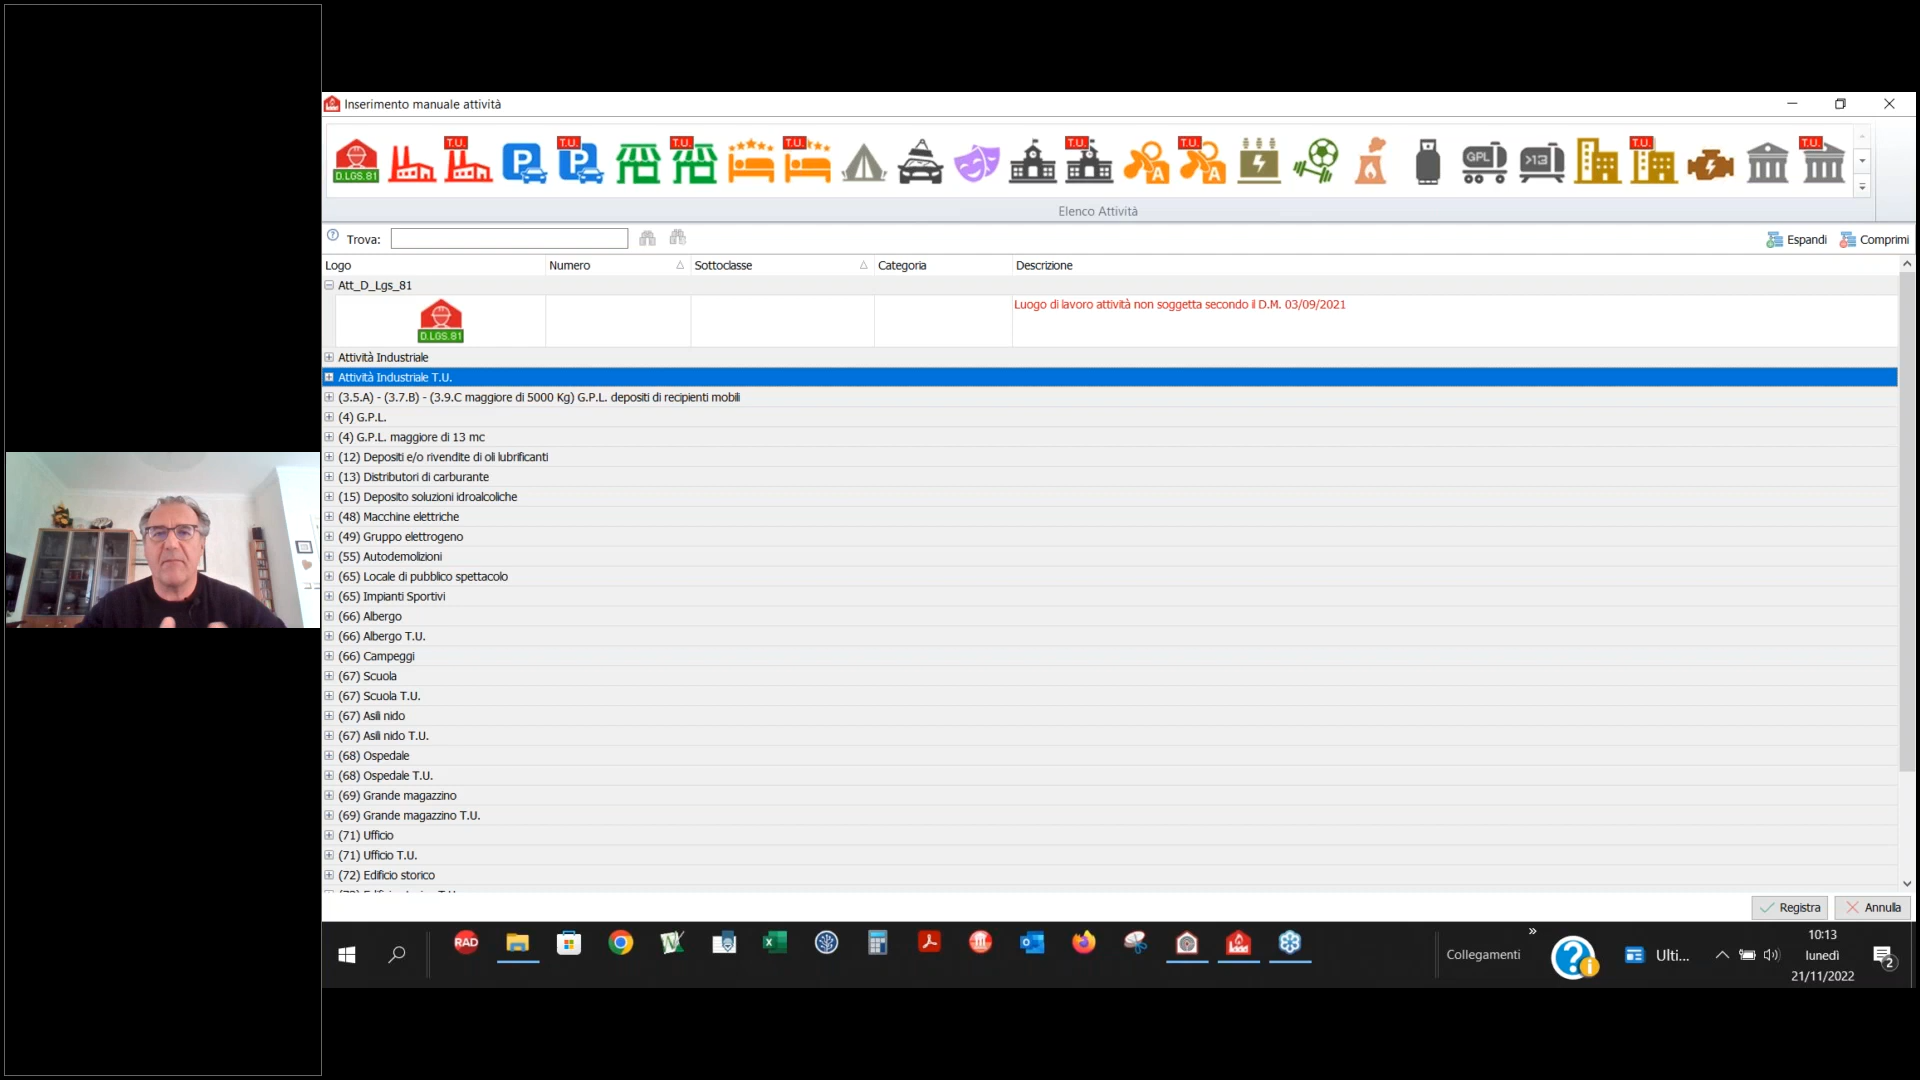 Inserimento manuale attività
D.LGS.81
T.U.
P
T.U.
P
T.U.
T.U.
T.U.
A
T.U.
A
GPL
>13
T.U.
T.U.
Elenco Attività
Trova:
Espandi
Comprimi
Logo
Numero
Sottoclasse
Categoria
Descrizione
Att_D_Lgs_81
D.LGS.81
Luogo di lavoro attività non soggetta secondo il D.M. 03/09/2021
Attività Industriale
Attività Industriale T.U.
(3.5.A) - (3.7.B) - (3.9.C maggiore di 5000 Kg) G.P.L. depositi di recipienti mobili
(4) G.P.L.
(4) G.P.L. maggiore di 13 mc
(12) Depositi e/o rivendite di oli lubrificanti
(13) Distributori di carburante
(15) Deposito soluzioni idroalcoliche
(48) Macchine elettriche
(49) Gruppo elettrogeno
(55) Autodemolizioni
(65) Locale di pubblico spettacolo
(65) Impianti Sportivi
(66) Albergo
(66) Albergo T.U.
(66) Campeggi
(67) Scuola
(67) Scuola T.U.
(67) Asili nido
(67) Asili nido T.U.
(68) Ospedale
(68) Ospedale T.U.
(69) Grande magazzino
(69) Grande magazzino T.U.
(71) Ufficio
(71) Ufficio T.U.
(72) Edificio storico
Registra
Annulla
RAD
Collegamenti
Ulti...
10:13
lunedì
21/11/2022
2